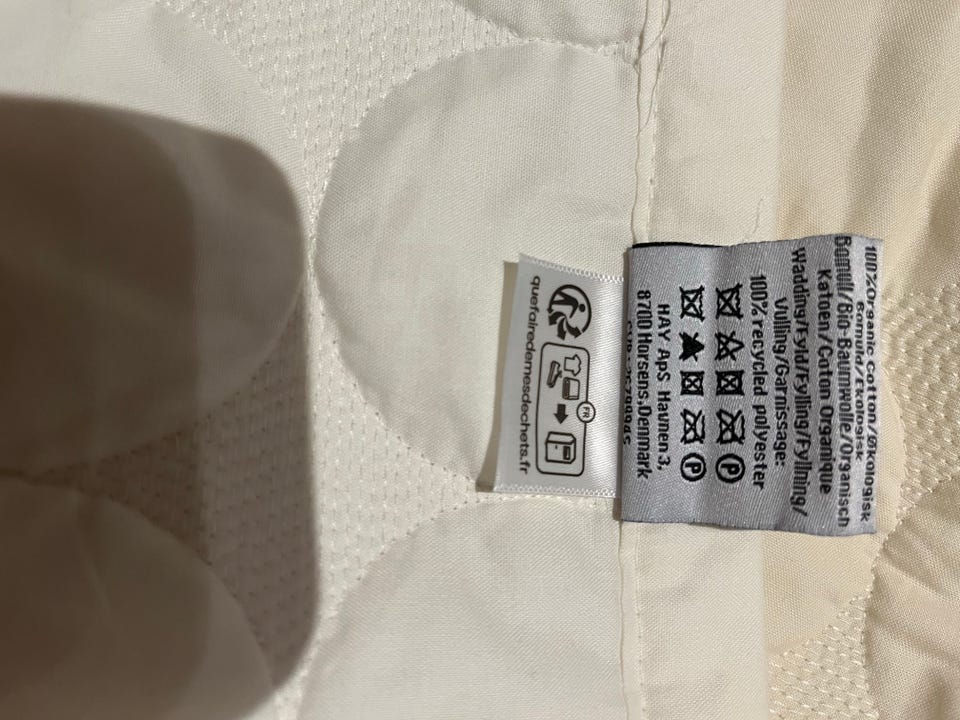 100%Organic Cotton/Økologisk
Bomuld/Ekologisk
Bomull/Bio-Baumwolle/Organisch
Katoen/Coton Organique
Wadding/Fyld/Fylling/Fyllning/
Vulling/Garnissage:
100% recycled polyester
P
P
HAY ApS Havnen 3,
8700 Horsens,Denmark
FR
quefairedemesdechets.fr